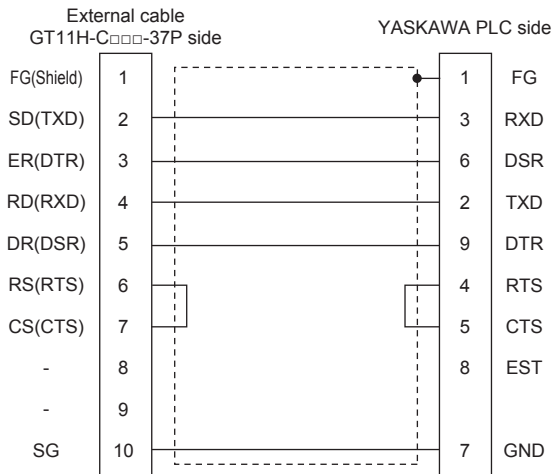 External cable
GT11H-C□□□-37P side
YASKAWA PLC side
FG(Shield) 1 1 FG
SD(TXD) 2 3 RXD
ER(DTR) 3 6 DSR
RD(RXD) 4 2 TXD
DR(DSR) 5 9 DTR
RS(RTS) 6 4 RTS
CS(CTS) 7 5 CTS
- 8 8 EST
- 9
SG 10 7 GND